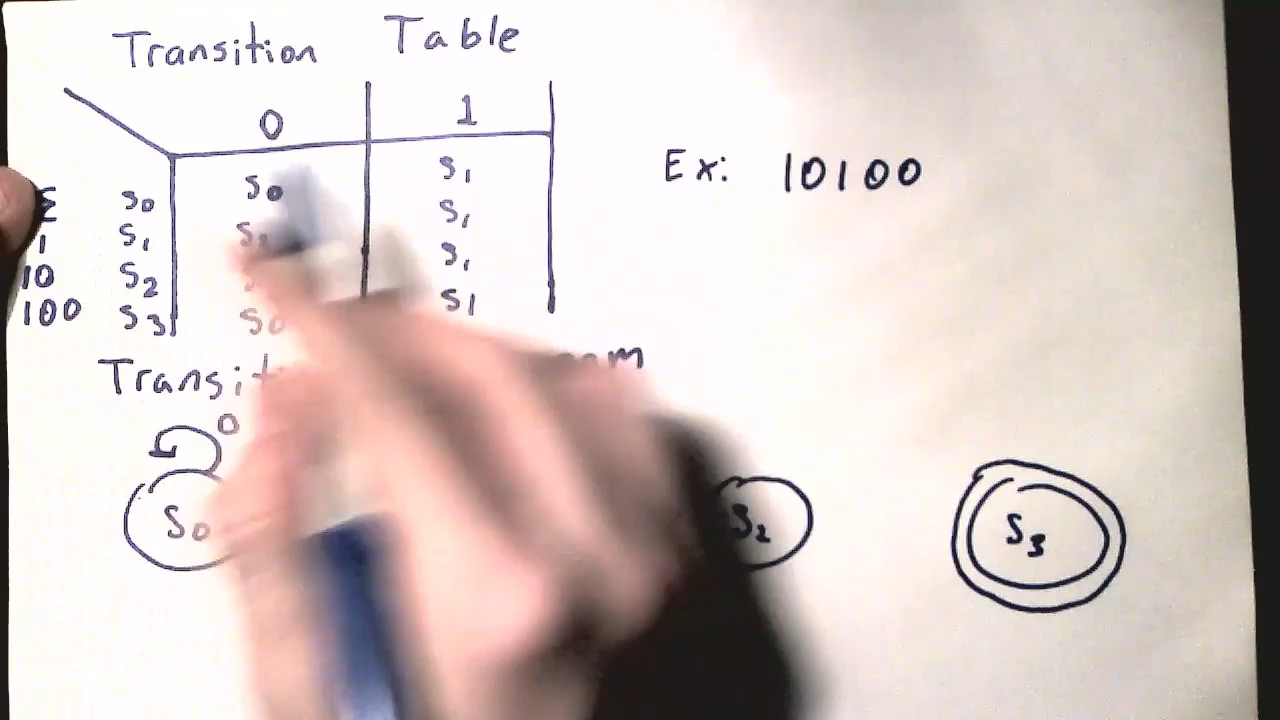 Transition Table
0 1
ε S0 S0 S1
1 S1 S1
10 S2 S1
100 S3 S0 S1
Ex: 10100
0
S0 S2 S3